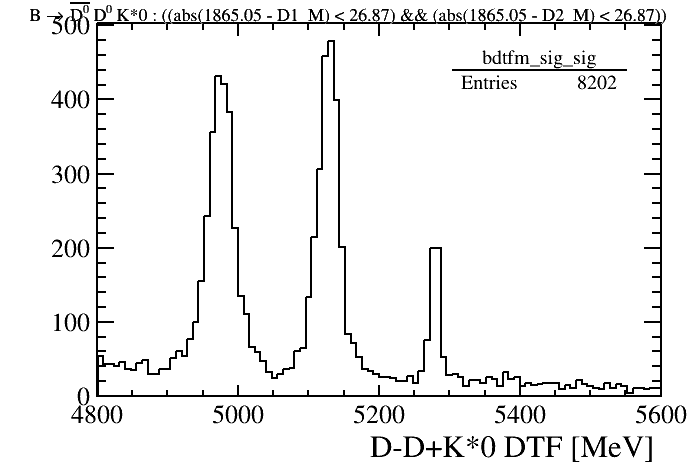 B → D⁰ D⁰ K*0 : ((abs(1865.05 - D1_M) < 26.87) && (abs(1865.05 - D2_M) < 26.87))
500
400
300
200
100
0
bdtfm_sig_sig
Entries 8202
4800 5000 5200 5400 5600
D-D+K*0 DTF [MeV]